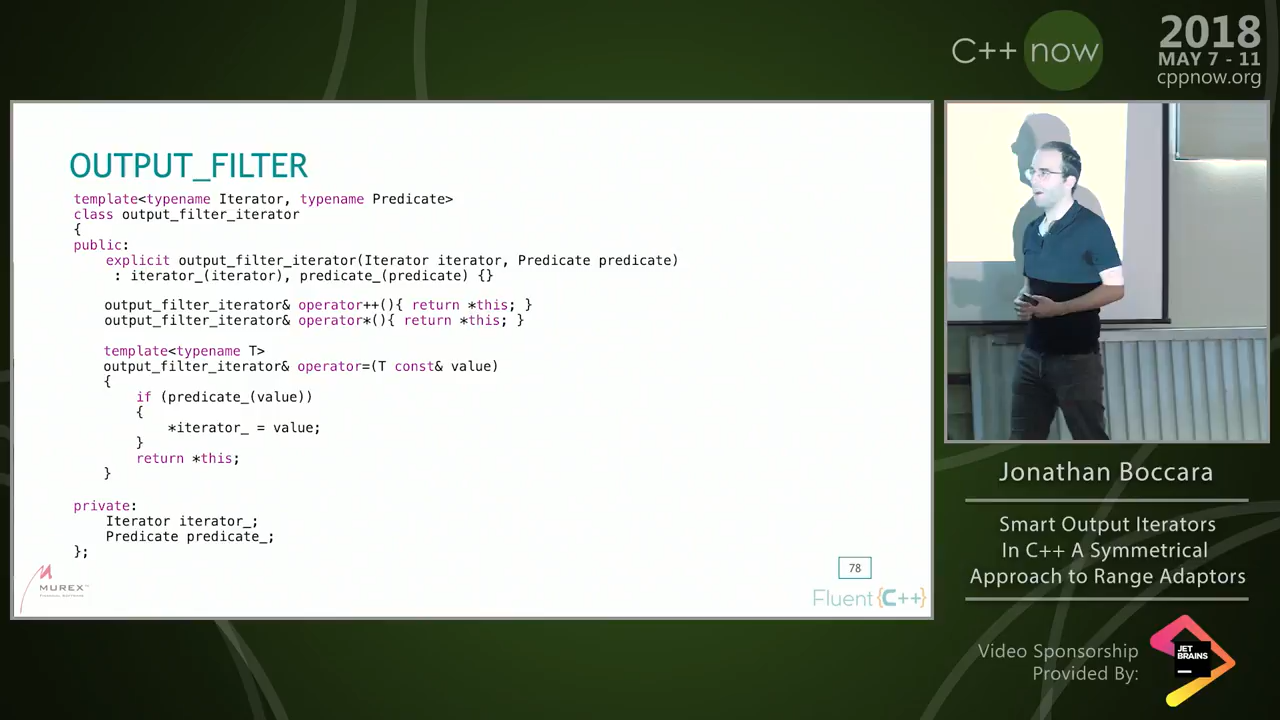 C++ now
2018
MAY 7 - 11
cppnow.org
OUTPUT_FILTER
template<typename Iterator, typename Predicate>
class output_filter_iterator
{
public:
explicit output_filter_iterator(Iterator iterator, Predicate predicate)
: iterator_(iterator), predicate_(predicate) {}
output_filter_iterator& operator++(){ return *this; }
output_filter_iterator& operator*(){ return *this; }
template<typename T>
output_filter_iterator& operator=(T const& value)
{
if (predicate_(value))
{
*iterator_ = value;
}
return *this;
}
private:
Iterator iterator_;
Predicate predicate_;
};
MUREX
78
Fluent {C++}
Jonathan Boccara
Smart Output Iterators
In C++ A Symmetrical
Approach to Range Adaptors
Video Sponsorship
Provided By:
JET
BRAINS